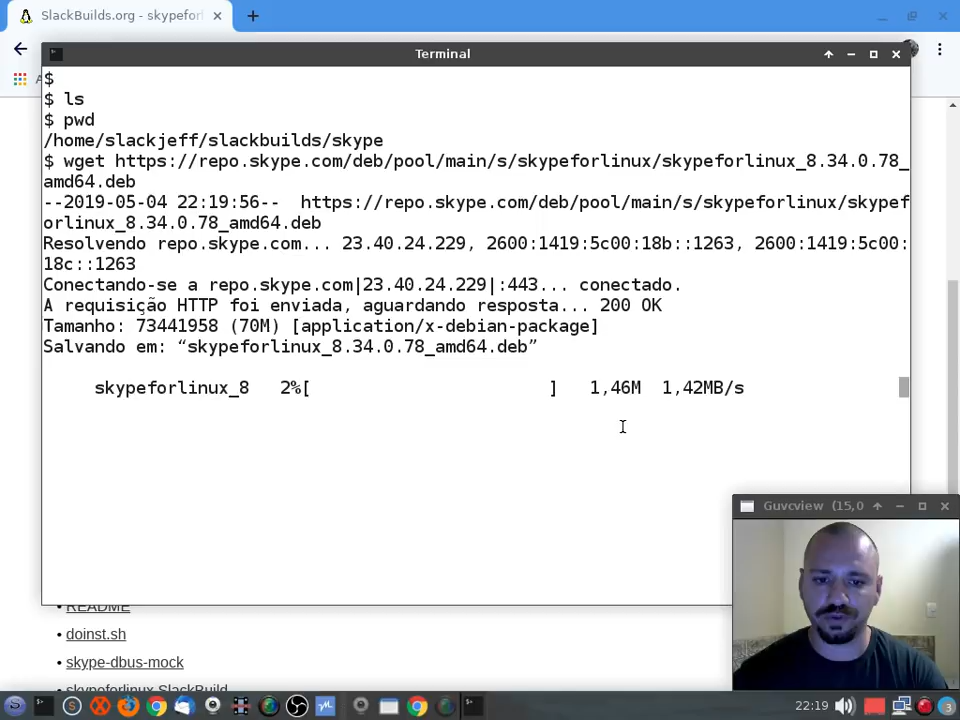 SlackBuilds.org - skypeforl
Terminal
$
$ ls
$ pwd
/home/slackjeff/slackbuilds/skype
$ wget https://repo.skype.com/deb/pool/main/s/skypeforlinux/skypeforlinux_8.34.0.78_
amd64.deb
--2019-05-04 22:19:56--  https://repo.skype.com/deb/pool/main/s/skypeforlinux/skypef
orlinux_8.34.0.78_amd64.deb
Resolvendo repo.skype.com... 23.40.24.229, 2600:1419:5c00:18b::1263, 2600:1419:5c00:
18c::1263
Conectando-se a repo.skype.com|23.40.24.229|:443... conectado.
A requisição HTTP foi enviada, aguardando resposta... 200 OK
Tamanho: 73441958 (70M) [application/x-debian-package]
Salvando em: “skypeforlinux_8.34.0.78_amd64.deb”
skypeforlinux_8   2%[                       ]   1,46M  1,42MB/s
Guvcview (15,0
• README
• doinst.sh
• skype-dbus-mock
• skypeforlinux.SlackBuild
22:19
3